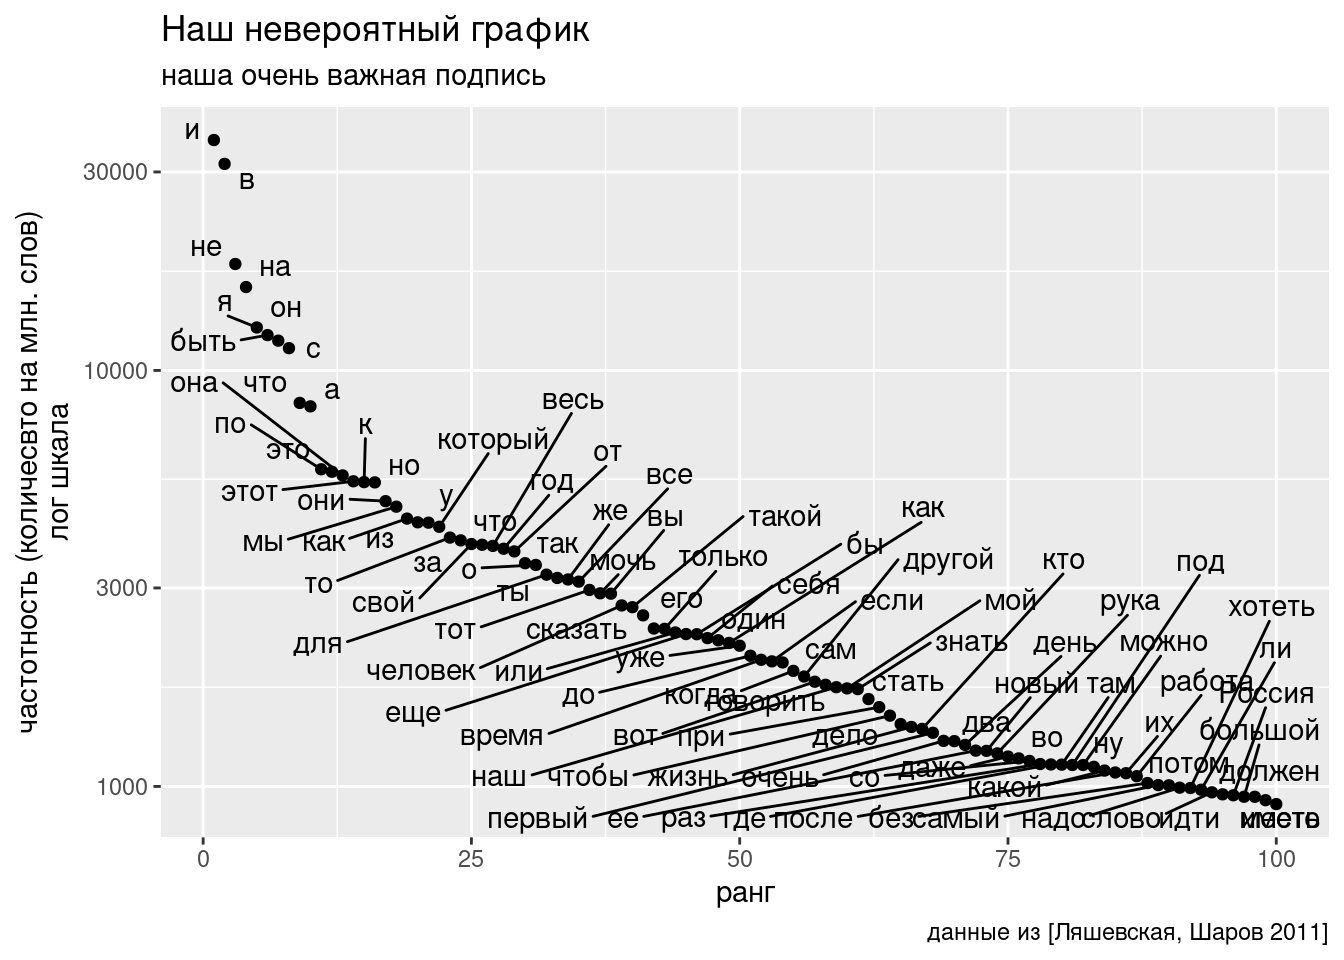 Наш невероятный график
наша очень важная подпись
частотность (количесвто на млн. слов)
лог шкала
30000
10000
3000
1000
и
в
не
на
я
он
быть
с
она
что
а
весь
по
это
к
который
но
от
этот
они
у
год
все
мы
как
из
что
же
вы
такой
как
то
за
о
так
мочь
только
бы
другой
кто
под
свой
ты
его
себя
если
мой
рука
хотеть
для
тот
сказать
один
человек
или
уже
сам
знать
день
можно
ли
еще
до
когда
говорить
стать
новый
там
работа
Россия
время
вот
при
дело
два
во
ну
их
большой
наш
чтобы
жизнь
очень
со
даже
какой
потом
должен
первый
ее
раз
где
после
без
самый
надо
слово
идти
иметь
0
25
50
75
100
ранг
данные из [Ляшевская, Шаров 2011]